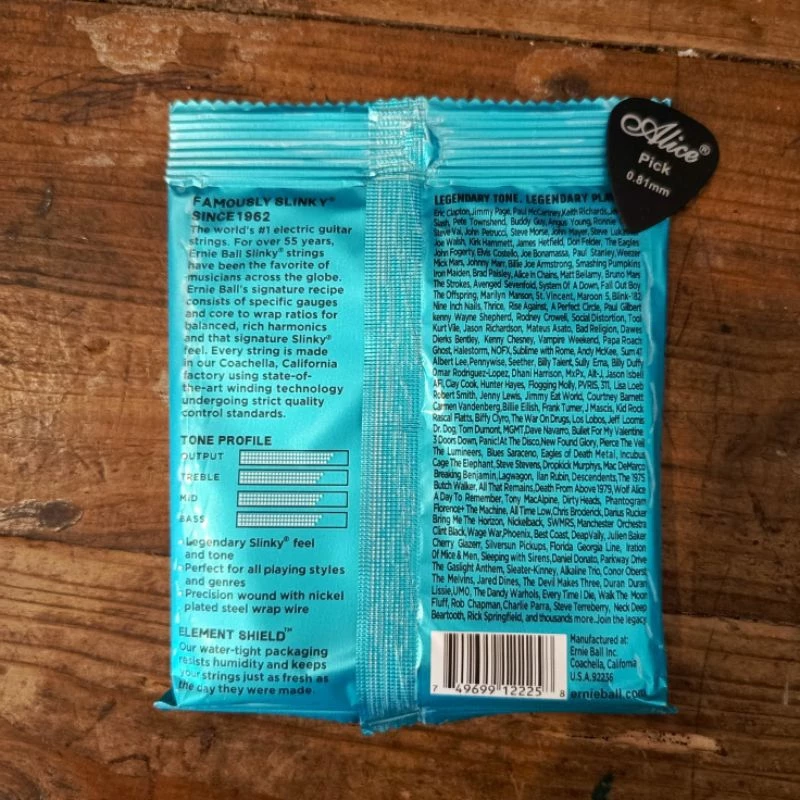 FAMOUSLY SLINKY®
SINCE 1962
The world's #1 electric guitar
strings. For over 55 years,
Ernie Ball Slinky® strings
have been the favorite of
musicians across the globe.
Ernie Ball's signature recipe
consists of specific gauges
and core to wrap ratios for
balanced, rich harmonics
and that signature Slinky®
feel. Every string is made
in our Coachella, California
factory using state-of-
the-art winding technology
undergoing strict quality
control standards.
TONE PROFILE
OUTPUT
TREBLE
MID
BASS
Legendary Slinky® feel
and tone
Perfect for all playing styles
and genres
Precision wound with nickel
plated steel wrap wire
ELEMENT SHIELD™
Our water-tight packaging
resists humidity and keeps
your strings just as fresh as
the day they were made.
Alice®
Pick
0.81mm
LEGENDARY TONE. LEGENDARY
Eric Clapton, Jimmy Page, Paul McCartney, Keith Richards,
Slash, Pete Townshend, Buddy Guy, Angus Young, Ronnie
Steve Vai, John Petrucci, Steve Morse, John Mayer, Steve
Joe Walsh, Kirk Hammett, James Hetfield, Don Felder, The Eagles
John Fogerty, Elvis Costello, Joe Bonamassa, Paul Stanley, Weezer
Mick Mars, Johnny Marr, Billie Joe Armstrong, Smashing Pumpkins
Iron Maiden, Brad Paisley, Alice in Chains, Matt Bellamy, Bruno Mars
The Strokes, Avenged Sevenfold, System Of A Down, Fall Out Boy
The Offspring, Marilyn Manson, St. Vincent, Maroon 5, Blink-182
Nine Inch Nails, Thrice, Rise Against, A Perfect Circle, Paul Gilbert
kenny Wayne Shepherd, Rodney Crowell, Social Distortion, Tool
Kurt Vile, Jason Richardson, Mateus Asato, Bad Religion, Dawes
Dierks Bentley, Kenny Chesney, Vampire Weekend, Papa Roach
Ghost, Halestorm, NOFX, Sublime with Rome, Andy McKee, Sum 41
Albert Lee, Pennywise, Seether, Billy Talent, Sully Erna, Billy Duffy
Omar Rodriguez-Lopez, Dhani Harrison, MxPx, Alt-J, Jason Isbell
AFI, Clay Cook, Hunter Hayes, Flogging Molly, PVRIS, 311, Lisa Loeb
Robert Smith, Jenny Lewis, Jimmy Eat World, Courtney Barnett
Carmen Vandenberg, Billie Eilish, Frank Turner, J Mascis, Kid Rock
Rascal Flatts, Biffy Clyro, The War On Drugs, Los Lobos, Jeff Loomis
Dr. Dog, Tom Dumont, MGMT, Dave Navarro, Bullet For My Valentine
3 Doors Down, Panic! At The Disco, New Found Glory, Pierce The Veil
The Lumineers, Blues Saraceno, Eagles of Death Metal, Incubus
Cage The Elephant, Steve Stevens, Dropkick Murphys, Mac DeMarco
Breaking Benjamin, Lagwagon, Ilan Rubin, Descendents, The 1975
Butch Walker, All That Remains, Death From Above 1979, Wolf Alice
A Day To Remember, Tony MacAlpine, Dirty Heads, Phantogram
Florence+ The Machine, All Time Low, Chris Broderick, Darius Rucker
Bring Me The Horizon, Nickelback, SWMRS, Manchester Orchestra
Clint Black, Wage War, Phoenix, Best Coast, DeapVally, Julien Baker
Cherry Glazerr, Silversun Pickups, Florida Georgia Line, Iration
Of Mice & Men, Sleeping with Sirens, Daniel Donato, Parkway Drive
The Gaslight Anthem, Sleater-Kinney, Alkaline Trio, Conor Oberst
The Melvins, Jared Dines, The Devil Makes Three, Duran Duran
Lissie, UMO, The Dandy Warhols, Every Time I Die, Walk The Moon
Fluff, Rob Chapman, Charlie Parra, Steve Terreberry, Neck Deep
Beartooth, Rick Springfield, and thousands more. Join the legacy
7 49699 12225 8
Manufactured at:
Ernie Ball Inc.
Coachella, California
U.S.A. 92236
ernieball.com